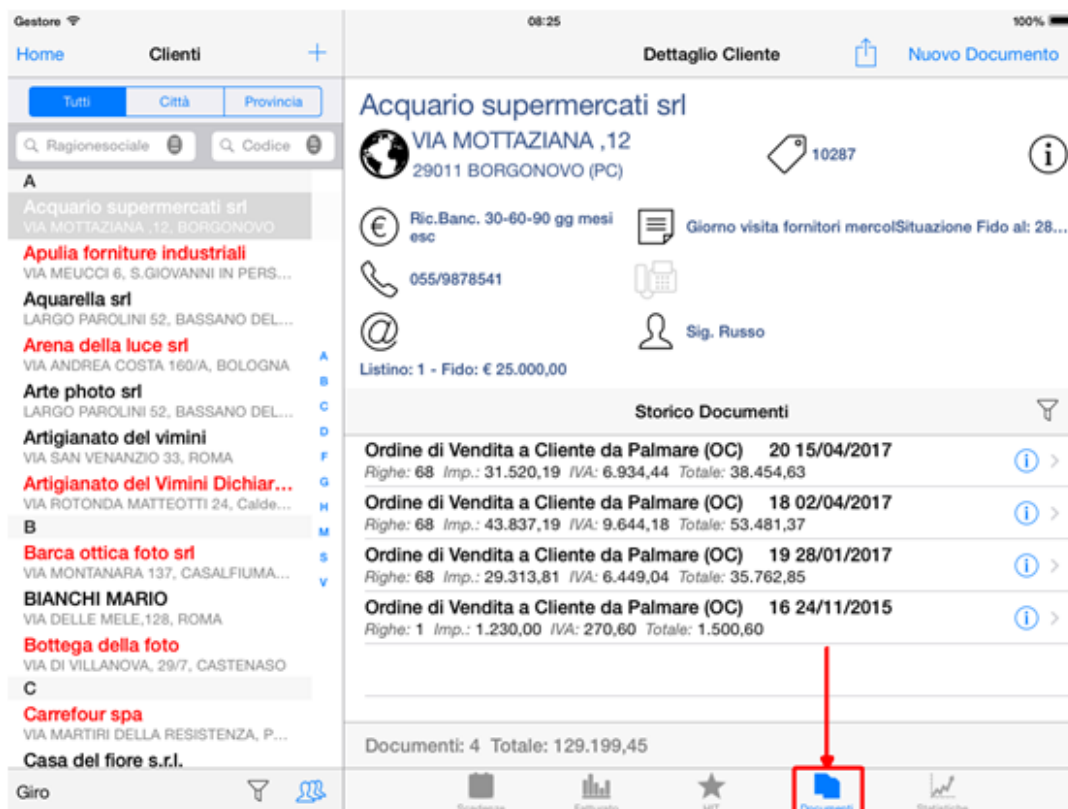 Gestore 08:25 100%
Home Clienti +
Dettaglio Cliente Nuovo Documento
Tutti Città Provincia
Ragionesociale Codice
A
Acquario supermercati srl
VIA MOTTAZIANA ,12, BORGONOVO
Apulia forniture industriali
VIA MEUCCI 6, S.GIOVANNI IN PERS...
Aquarella srl
LARGO PAROLINI 52, BASSANO DEL...
Arena della luce srl
VIA ANDREA COSTA 160/A, BOLOGNA
Arte photo srl
LARGO PAROLINI 52, BASSANO DEL...
Artigianato del vimini
VIA SAN VENANZIO 33, ROMA
Artigianato del Vimini Dichiar...
VIA ROTONDA MATTEOTTI 24, Calde...
B
Barca ottica foto srl
VIA MONTANARA 137, CASALFIUMA...
BIANCHI MARIO
VIA DELLE MELE,128, ROMA
Bottega della foto
VIA DI VILLANOVA, 29/7, CASTENASO
C
Carrefour spa
VIA MARTIRI DELLA RESISTENZA, P...
Casa del fiore s.r.l.
A
B
C
D
F
G
H
M
S
V
Giro
Acquario supermercati srl
VIA MOTTAZIANA ,12
29011 BORGONOVO (PC)
10287
i
Ric.Banc. 30-60-90 gg mesi
esc
Giorno visita fornitori mercolSituazione Fido al: 28...
055/9878541
@
Sig. Russo
Listino: 1 - Fido: € 25.000,00
Storico Documenti
Ordine di Vendita a Cliente da Palmare (OC) 20 15/04/2017
Righe: 68 Imp.: 31.520,19 IVA: 6.934,44 Totale: 38.454,63
Ordine di Vendita a Cliente da Palmare (OC) 18 02/04/2017
Righe: 68 Imp.: 43.837,19 IVA: 9.644,18 Totale: 53.481,37
Ordine di Vendita a Cliente da Palmare (OC) 19 28/01/2017
Righe: 68 Imp.: 29.313,81 IVA: 6.449,04 Totale: 35.762,85
Ordine di Vendita a Cliente da Palmare (OC) 16 24/11/2015
Righe: 1 Imp.: 1.230,00 IVA: 270,60 Totale: 1.500,60
Documenti: 4 Totale: 129.199,45
Scadenze Fatturato HIT Documenti Statistiche